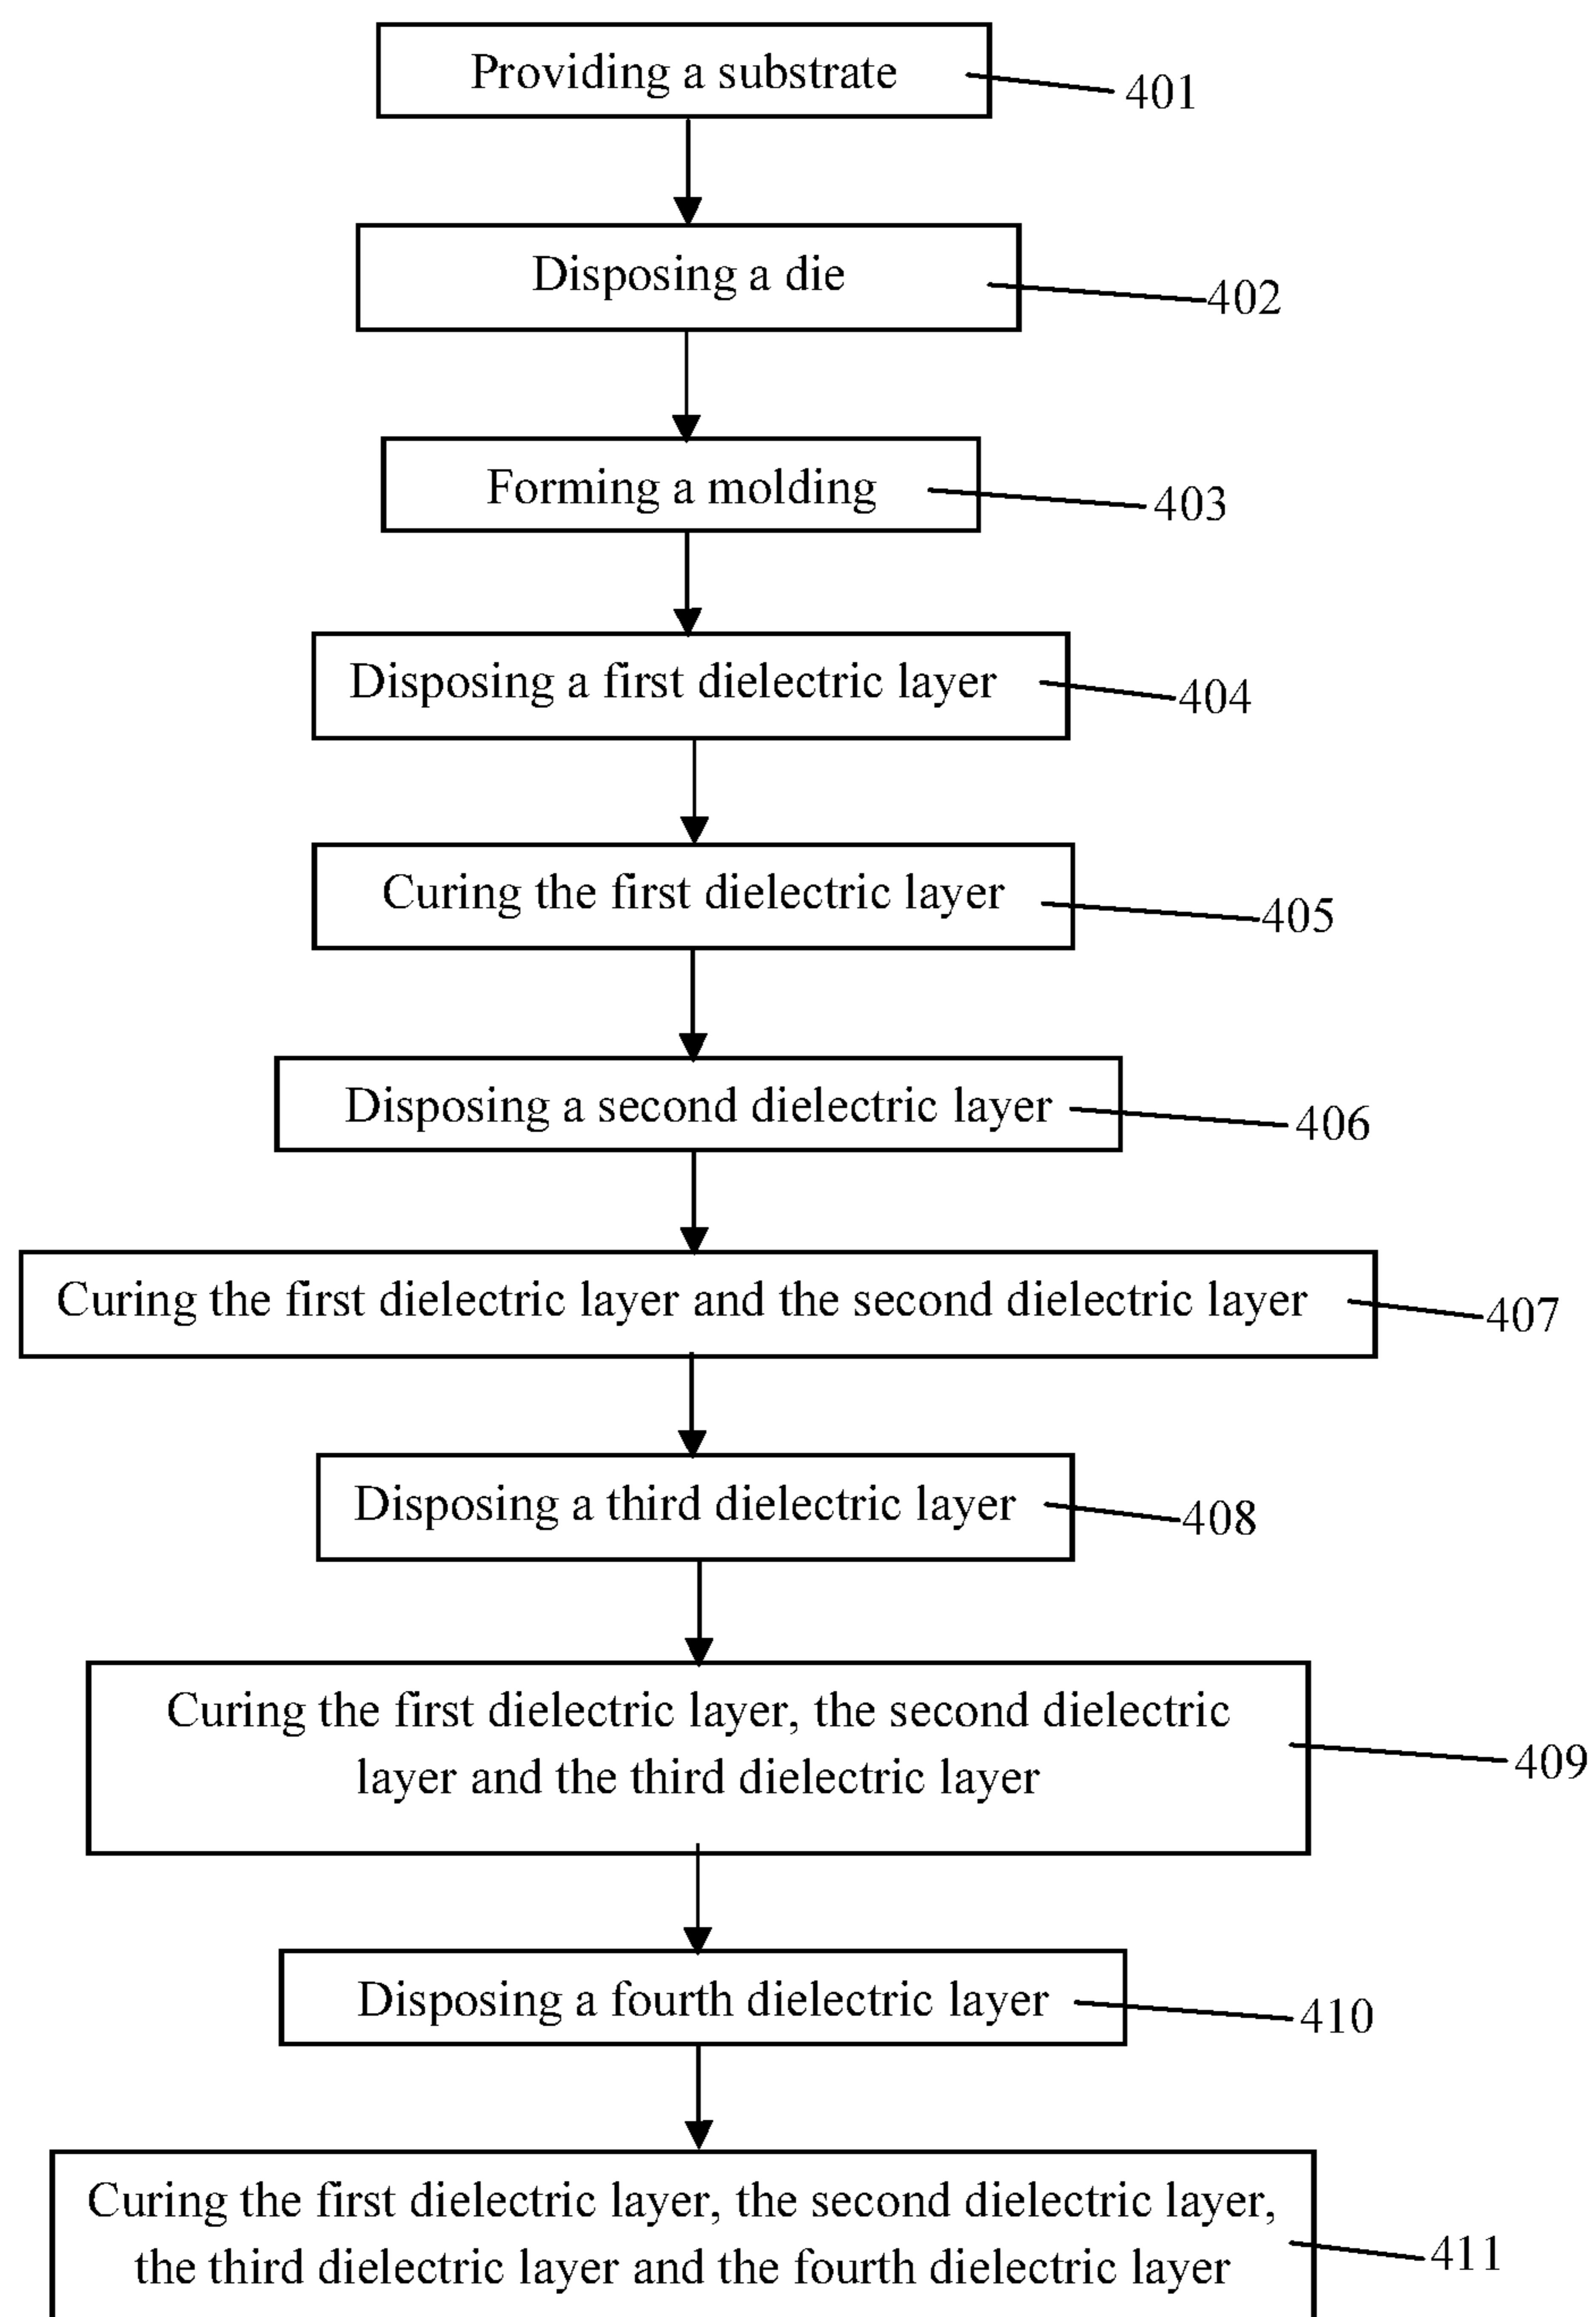 Providing a substrate
401
Disposing a die
402
Forming a molding
403
Disposing a first dielectric layer
404
Curing the first dielectric layer
405
Disposing a second dielectric layer
406
Curing the first dielectric layer and the second dielectric layer
407
Disposing a third dielectric layer
408
Curing the first dielectric layer, the second dielectric
layer and the third dielectric layer
409
Disposing a fourth dielectric layer
410
Curing the first dielectric layer, the second dielectric layer,
the third dielectric layer and the fourth dielectric layer
411